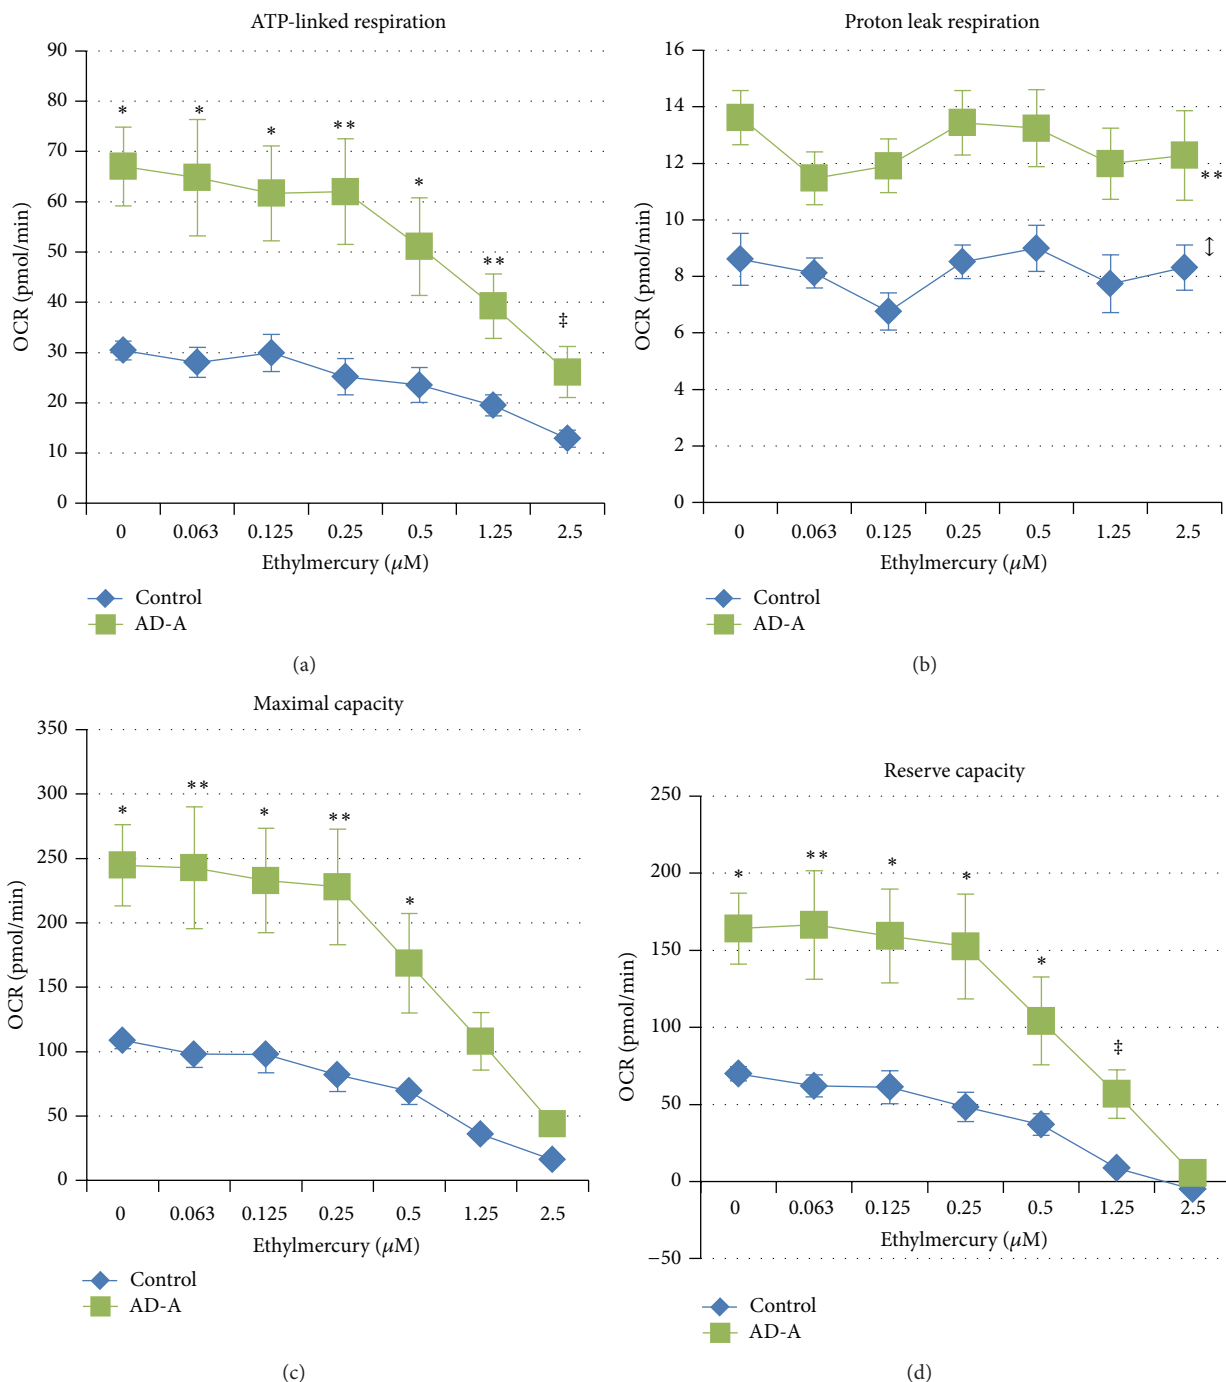 ATP-linked respiration
OCR (pmol/min)
90
80
70
60
50
40
30
20
10
0
* * * ** * ** ‡
0 0.063 0.125 0.25 0.5 1.25 2.5
Ethylmercury (μM)
Control
AD-A
(a)
Proton leak respiration
OCR (pmol/min)
16
14
12
10
8
6
4
2
0
**
↕
0 0.063 0.125 0.25 0.5 1.25 2.5
Ethylmercury (μM)
Control
AD-A
(b)
Maximal capacity
OCR (pmol/min)
350
300
250
200
150
100
50
0
* ** * ** *
0 0.063 0.125 0.25 0.5 1.25 2.5
Ethylmercury (μM)
Control
AD-A
(c)
Reserve capacity
OCR (pmol/min)
250
200
150
100
50
0
−50
* ** * * * ‡
0 0.063 0.125 0.25 0.5 1.25 2.5
Ethylmercury (μM)
Control
AD-A
(d)